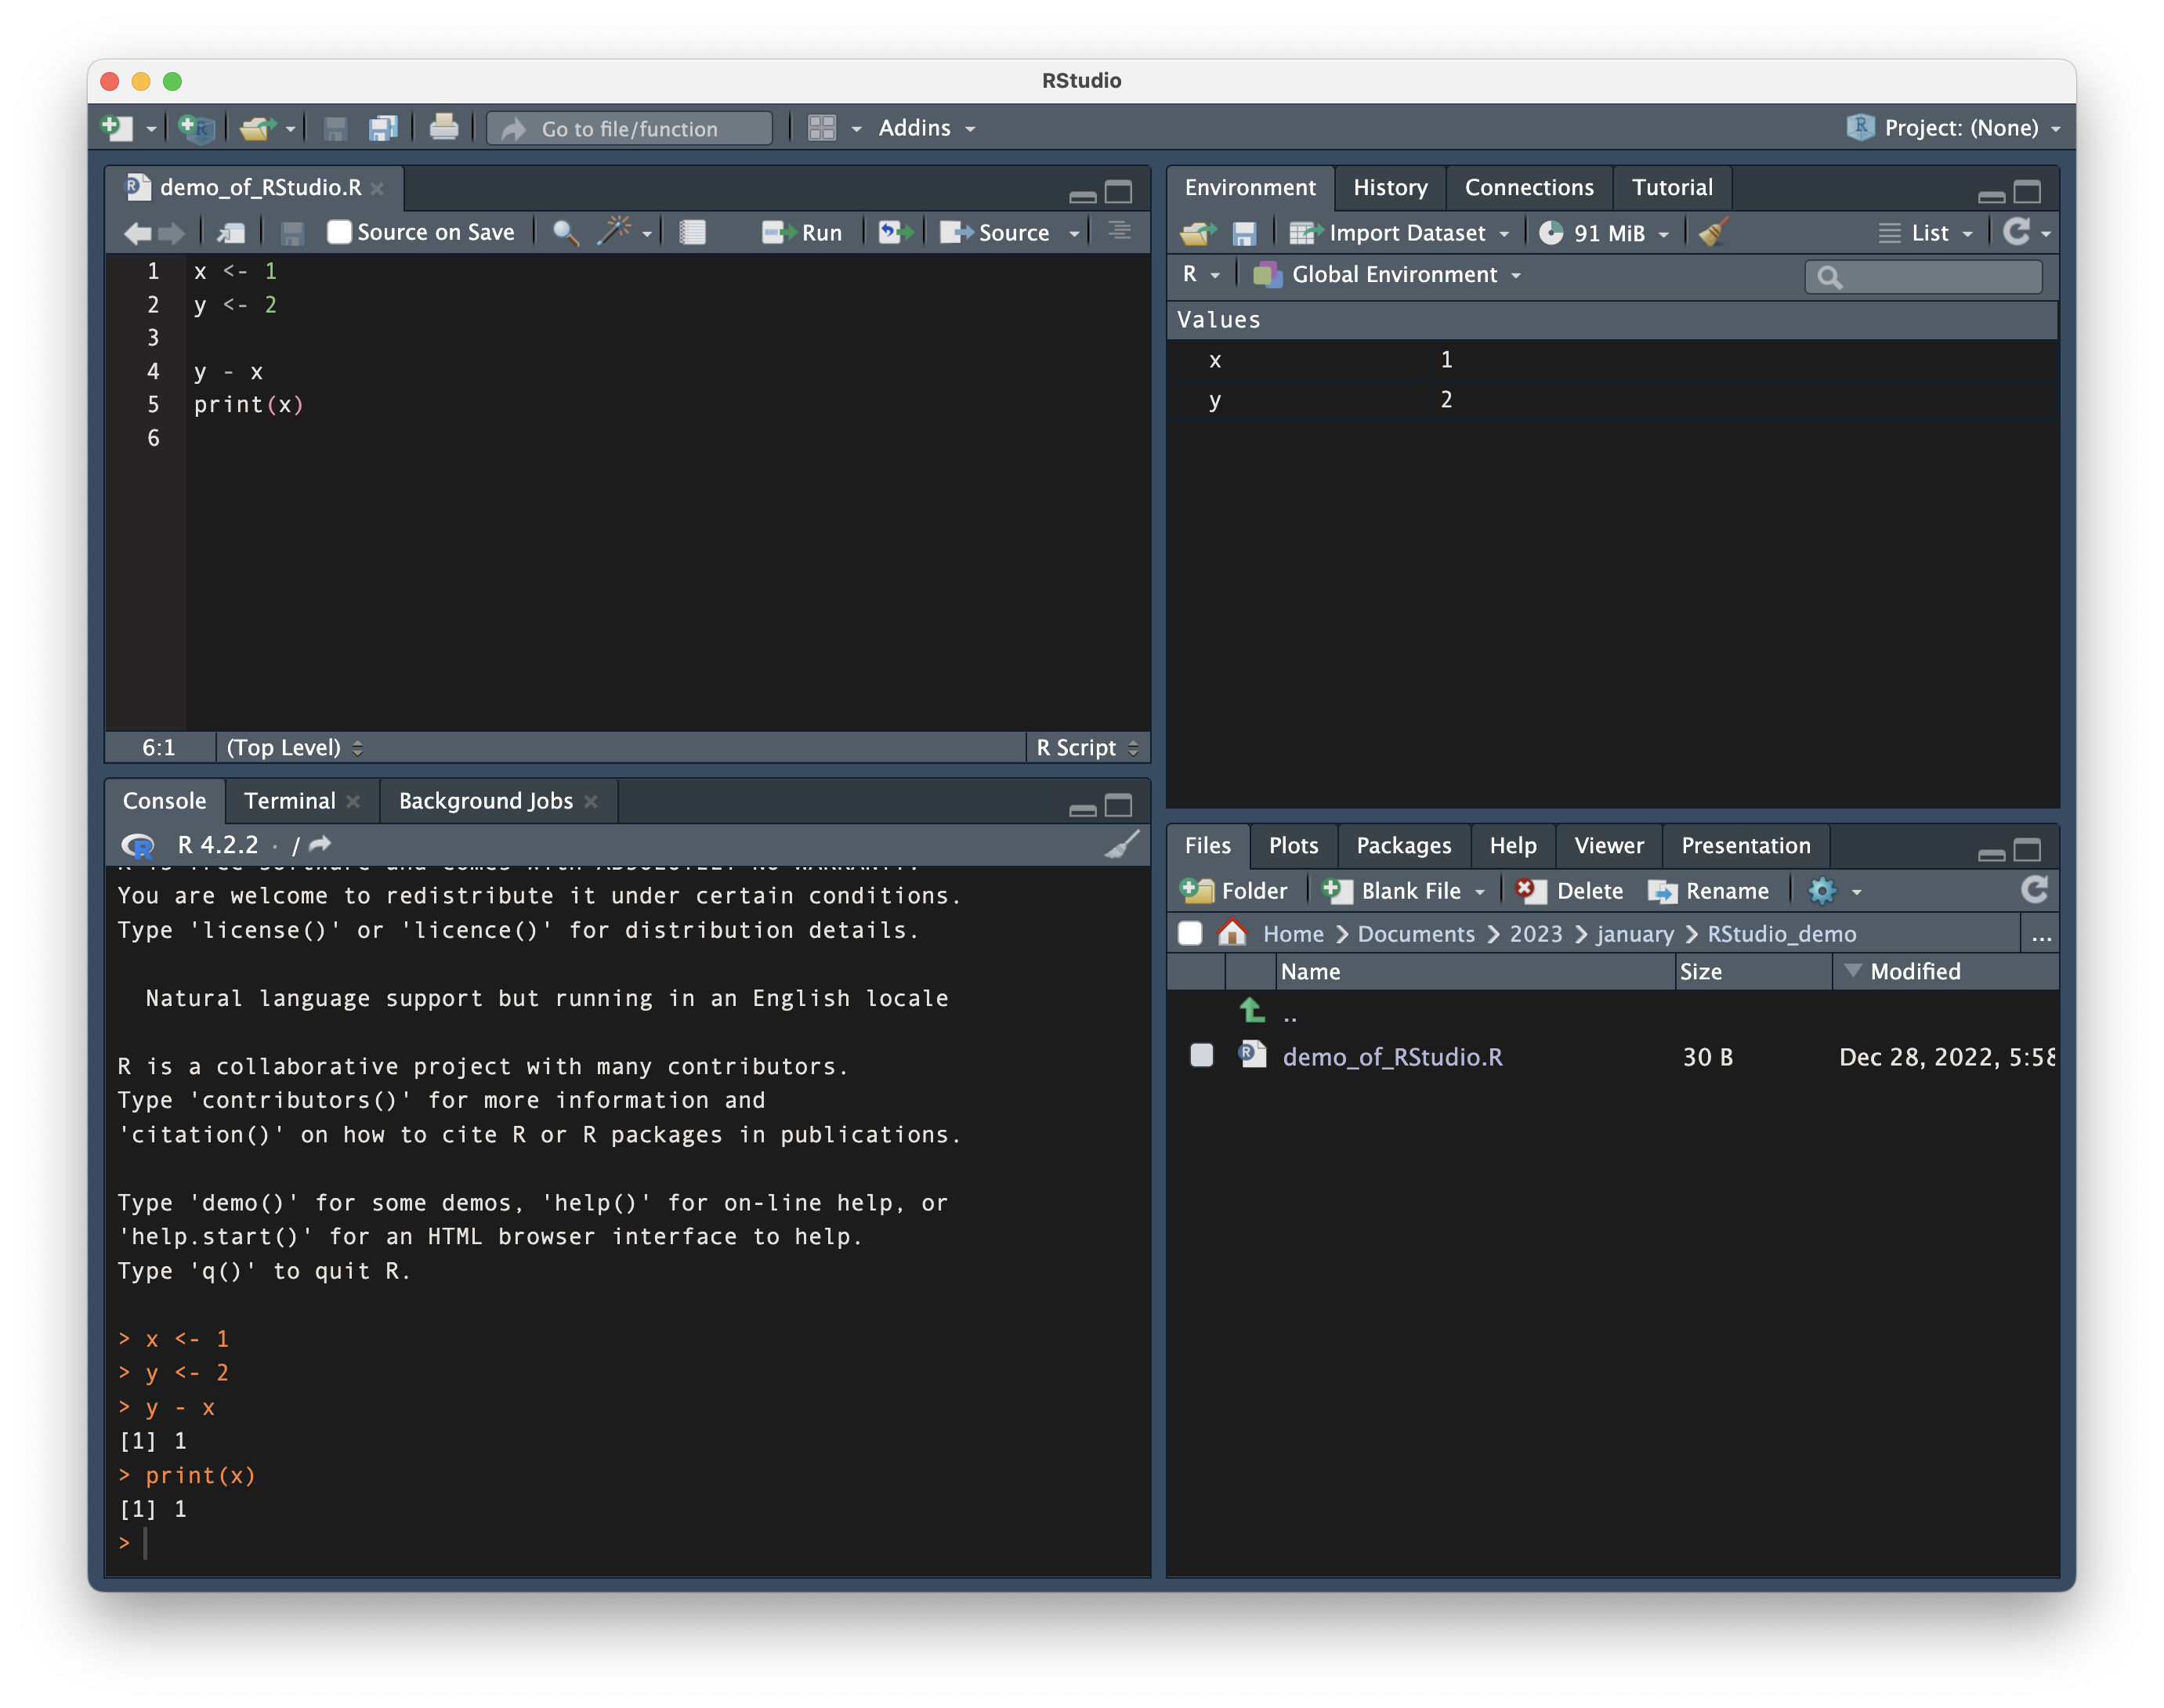 RStudio
Go to file/function
Addins
Project: (None)
demo_of_RStudio.R
Source on Save
Run
Source
1 x <- 1
2 y <- 2
3
4 y - x
5 print(x)
6
6:1
(Top Level)
R Script
Console
Terminal
Background Jobs
R 4.2.2 · /
You are welcome to redistribute it under certain conditions.
Type 'license()' or 'licence()' for distribution details.
Natural language support but running in an English locale
R is a collaborative project with many contributors.
Type 'contributors()' for more information and
'citation()' on how to cite R or R packages in publications.
Type 'demo()' for some demos, 'help()' for on-line help, or
'help.start()' for an HTML browser interface to help.
Type 'q()' to quit R.
> x <- 1
> y <- 2
> y - x
[1] 1
> print(x)
[1] 1
>
Environment
History
Connections
Tutorial
Import Dataset
91 MiB
List
R
Global Environment
Values
x 1
y 2
Files
Plots
Packages
Help
Viewer
Presentation
Folder
Blank File
Delete
Rename
Home
Documents
2023
january
RStudio_demo
...
Name
Size
Modified
..
demo_of_RStudio.R 30 B Dec 28, 2022, 5:58